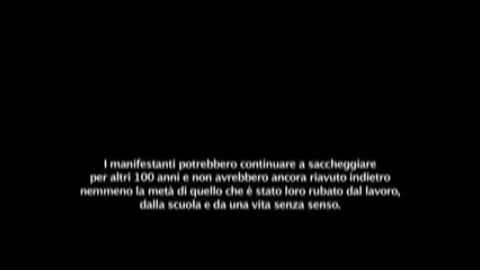 I manifestanti potrebbero continuare a saccheggiare
per altri 100 anni e non avrebbero ancora riavuto indietro
nemmeno la metà di quello che è stato loro rubato dal lavoro,
dalla scuola e da una vita senza senso.